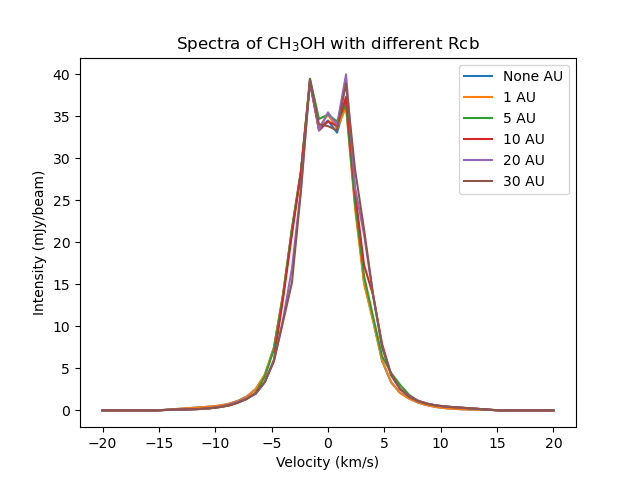 Spectra of CH₃OH with different Rcb
40
35
30
25
20
15
10
5
0
Intensity (mJy/beam)
None AU
1 AU
5 AU
10 AU
20 AU
30 AU
−20
−15
−10
−5
0
5
10
15
20
Velocity (km/s)